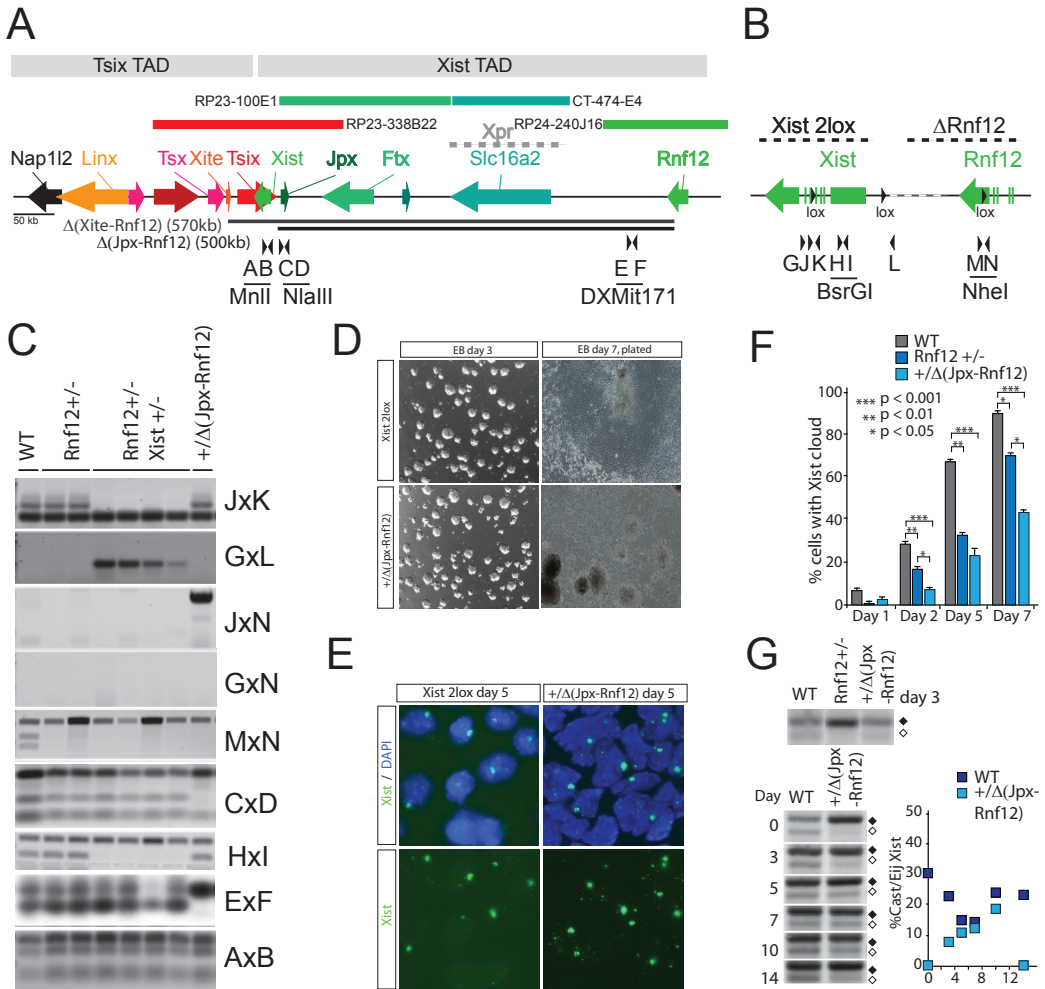 A
Tsix TAD
Xist TAD
RP23-100E1
CT-474-E4
RP23-338B22
Xpr
RP24-240J16
Nap1l2
Linx
Tsx
Xite
Tsix
Xist
Jpx
Ftx
Slc16a2
Rnf12
50 kb
Δ(Xite-Rnf12) (570kb)
Δ(Jpx-Rnf12) (500kb)
AB
CD
E F
MnlI
NlaIII
DXMit171
B
Xist 2lox
ΔRnf12
Xist
Rnf12
lox
lox
lox
GJKHI
L
MN
BsrGI
NheI
C
WT
Rnf12+/-
Rnf12+/-
Xist +/-
+/Δ(Jpx-Rnf12)
JxK
GxL
JxN
GxN
MxN
CxD
HxI
ExF
AxB
D
EB day 3
EB day 7, plated
Xist 2lox
+/Δ(Jpx-Rnf12)
E
Xist 2lox day 5
+/Δ(Jpx-Rnf12) day 5
Xist / DAPI
Xist
F
WT
Rnf12 +/-
+/Δ(Jpx-Rnf12)
*** p < 0.001
** p < 0.01
* p < 0.05
% cells with Xist cloud
100
80
60
40
20
0
***
**
*
***
**
***
*
*
Day 1
Day 2
Day 5
Day 7
G
WT
Rnf12+/-
+/Δ(Jpx
-Rnf12)
day 3
Day
WT
+/Δ(Jpx
-Rnf12)
0
3
5
7
10
14
WT
+/Δ(Jpx-
Rnf12)
%Cast/Eij Xist
50
40
30
20
10
0
0
4
8
12